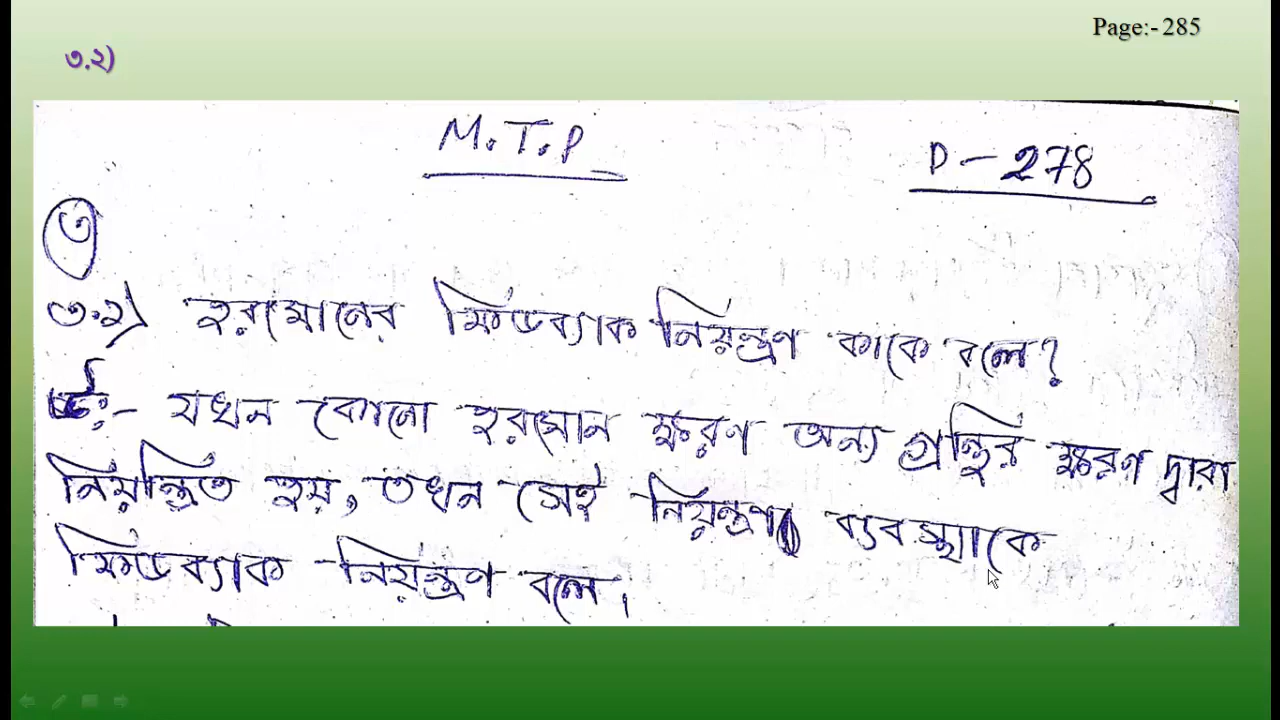 Page:- 285
৩.২)
M.T.P
P - 278
৩
৩.২) হরমোনের ফিডব্যাক নিয়ন্ত্রণ কাকে বলে?
উঃ- যখন কোনো হরমোন ক্ষরণ অন্য গ্রন্থির ক্ষরণ দ্বারা
নিয়ন্ত্রিত হয়, তখন সেই নিয়ন্ত্রণ ব্যবস্থাকে
ফিডব্যাক নিয়ন্ত্রণ বলে।